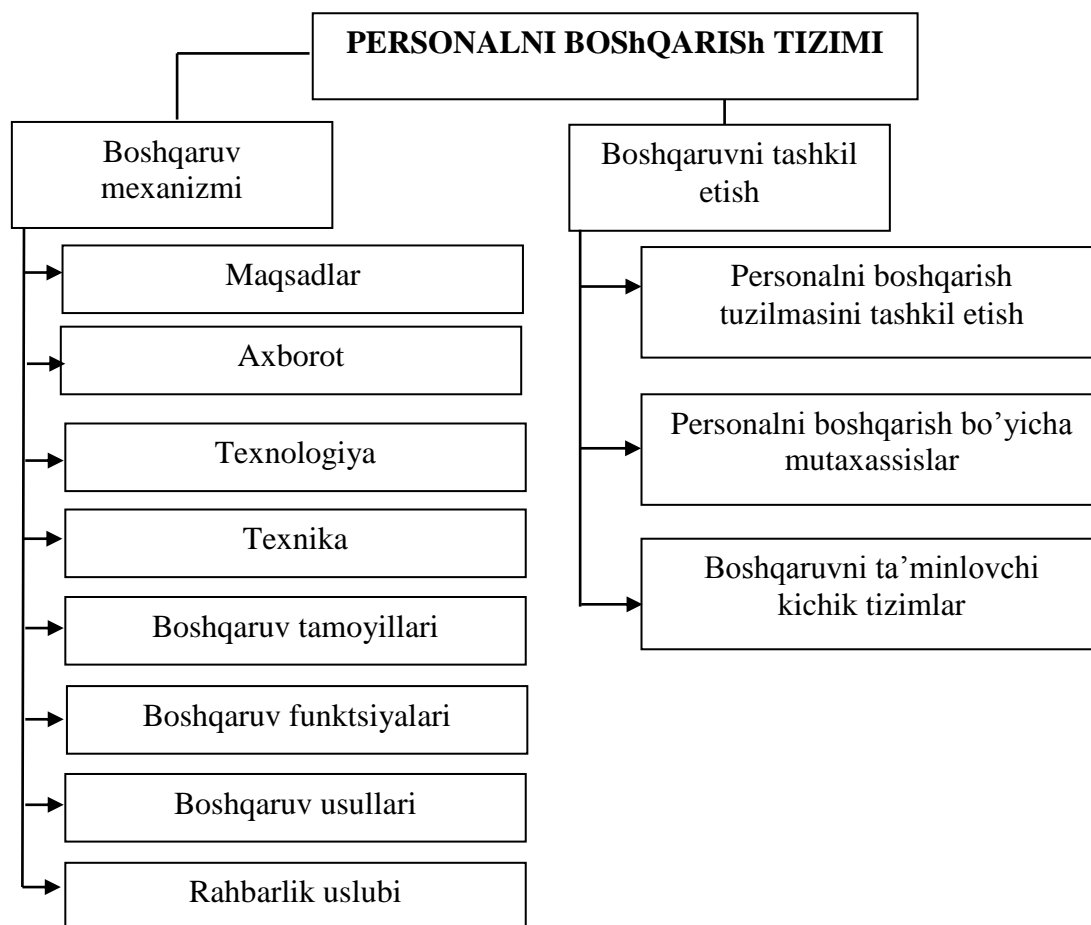 PERSONALNI BOShQARISh TIZIMI
Boshqaruv
mexanizmi
Maqsadlar
Axborot
Texnologiya
Texnika
Boshqaruv tamoyillari
Boshqaruv funktsiyalari
Boshqaruv usullari
Rahbarlik uslubi
Boshqaruvni tashkil
etish
Personalni boshqarish
tuzilmasini tashkil etish
Personalni boshqarish bo’yicha
mutaxassislar
Boshqaruvni ta’minlovchi
kichik tizimlar